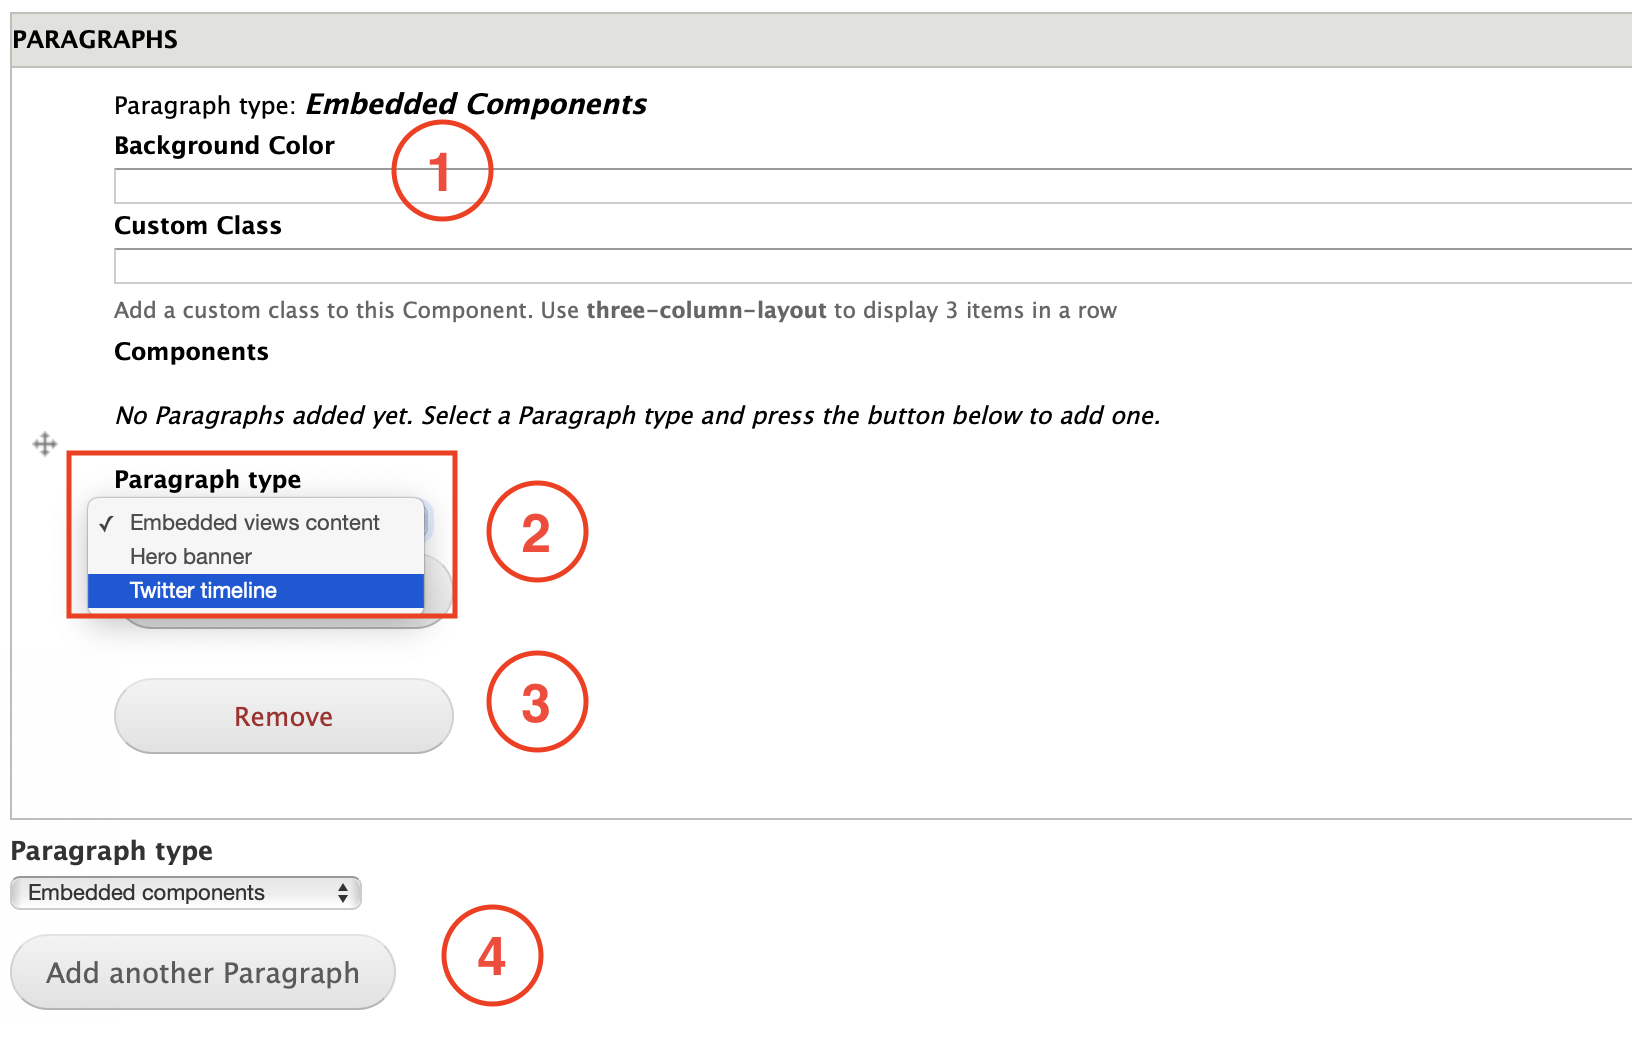 PARAGRAPHS
Paragraph type: Embedded Components
Background Color
1
Custom Class
Add a custom class to this Component. Use three-column-layout to display 3 items in a row
Components
No Paragraphs added yet. Select a Paragraph type and press the button below to add one.
Paragraph type
✓ Embedded views content
2
Hero banner
Twitter timeline
3
Remove
Paragraph type
Embedded components
4
Add another Paragraph